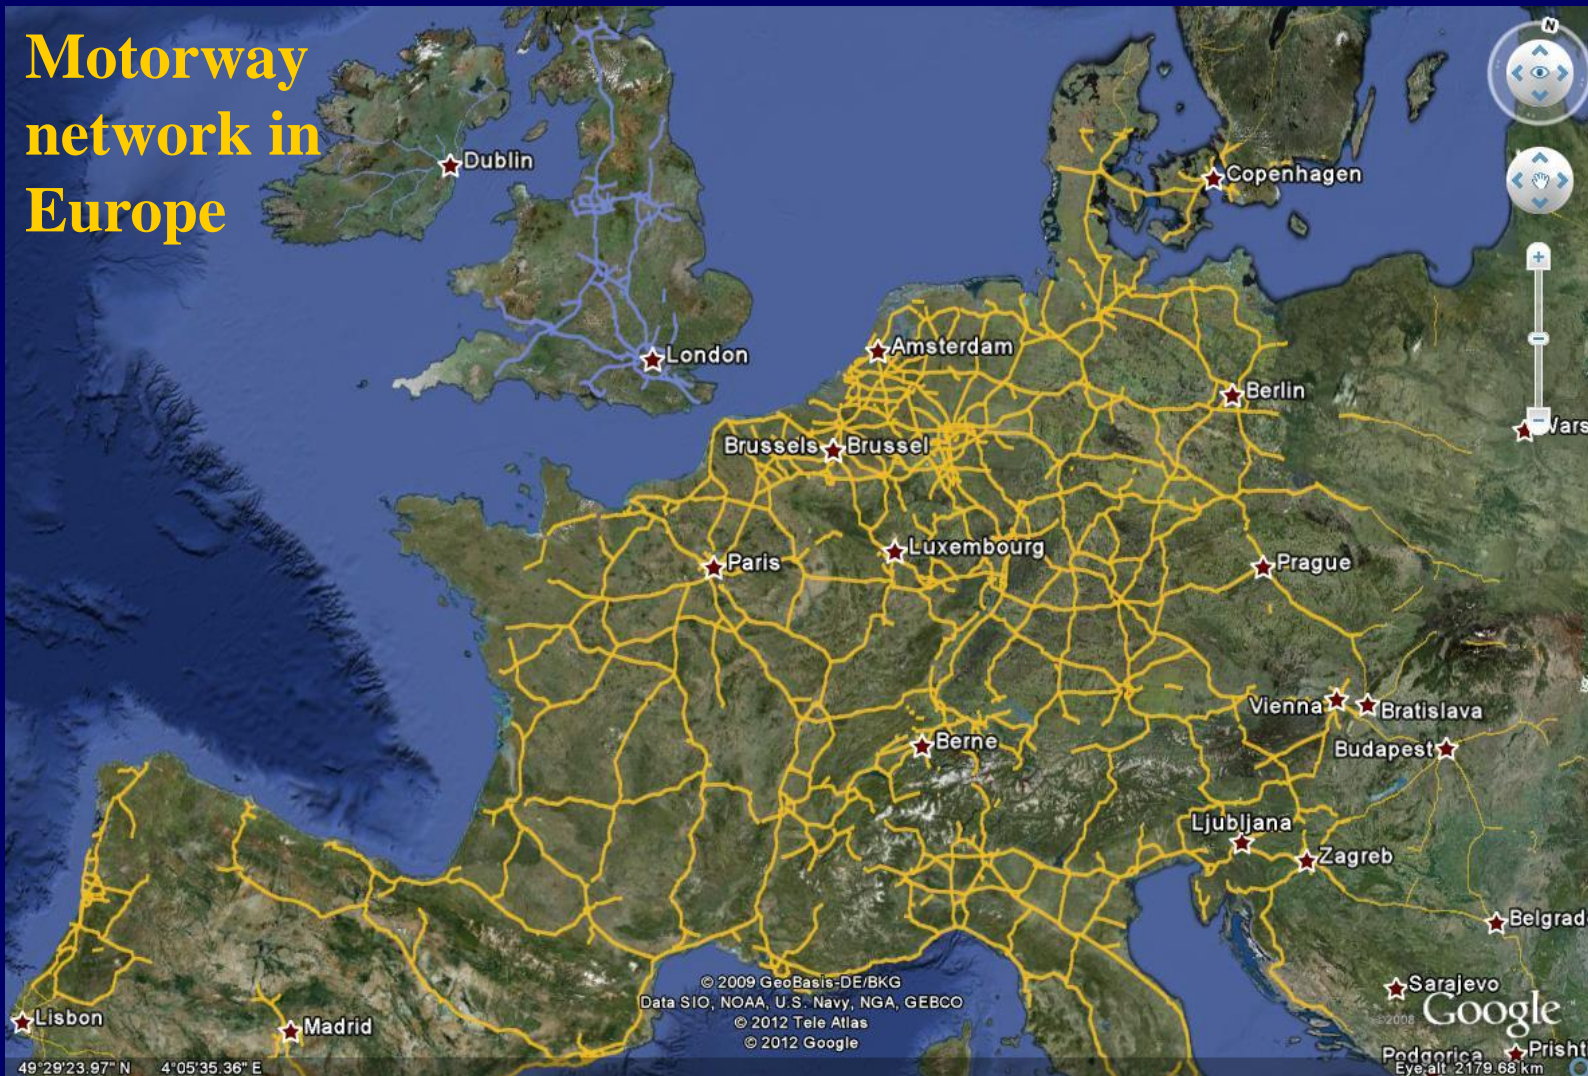 Motorway
network in
Europe
N
Dublin
Copenhagen
London
Amsterdam
Berlin
Brussels Brussel
Luxembourg
Paris
Prague
Vienna
Bratislava
Berne
Budapest
Ljubljana
Zagreb
Belgrad
© 2009 GeoBasis-DE/BKG
Data SIO, NOAA, U.S. Navy, NGA, GEBCO
© 2012 Tele Atlas
© 2012 Google
Sarajevo
©2008 Google
Lisbon
Madrid
Podgorica
Prisht
49°29'23.97" N 4°05'35.36" E
Eye alt 2179.68 km